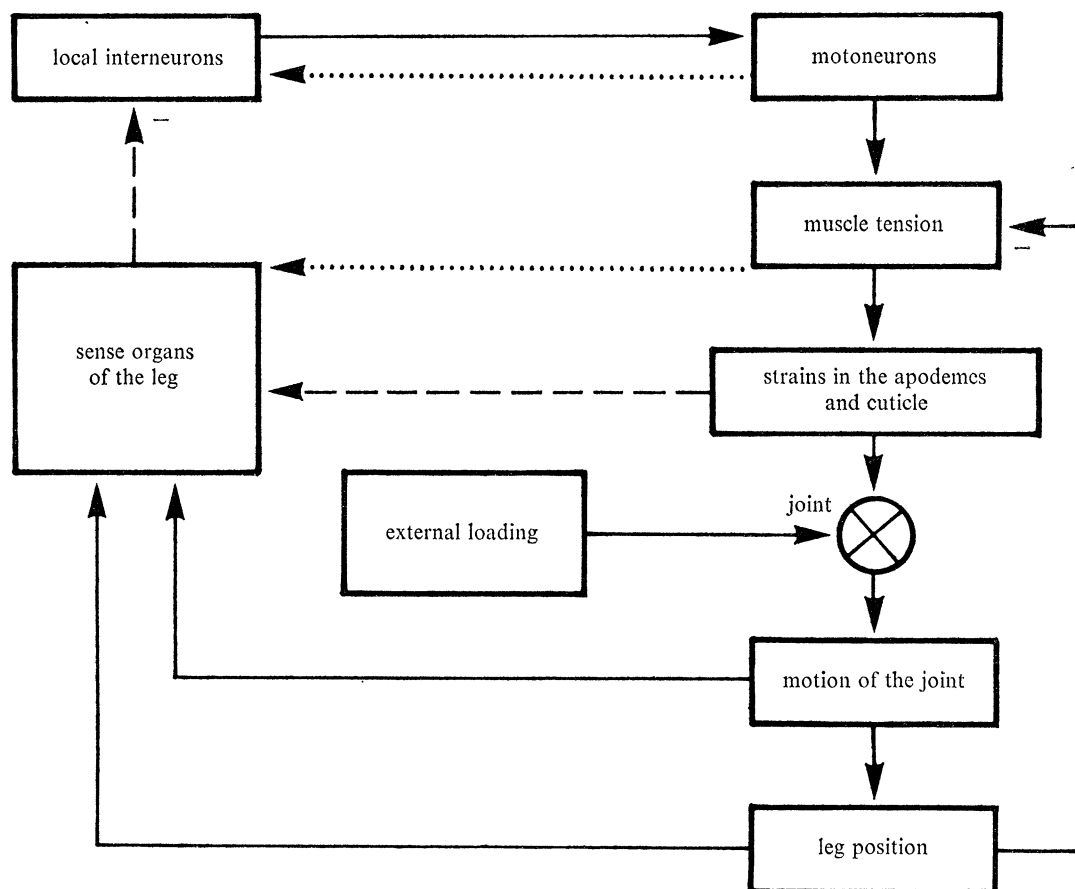 local interneurons
motoneurons
−
muscle tension
−
sense organs
of the leg
strains in the apodemes
and cuticle
external loading
joint
motion of the joint
leg position